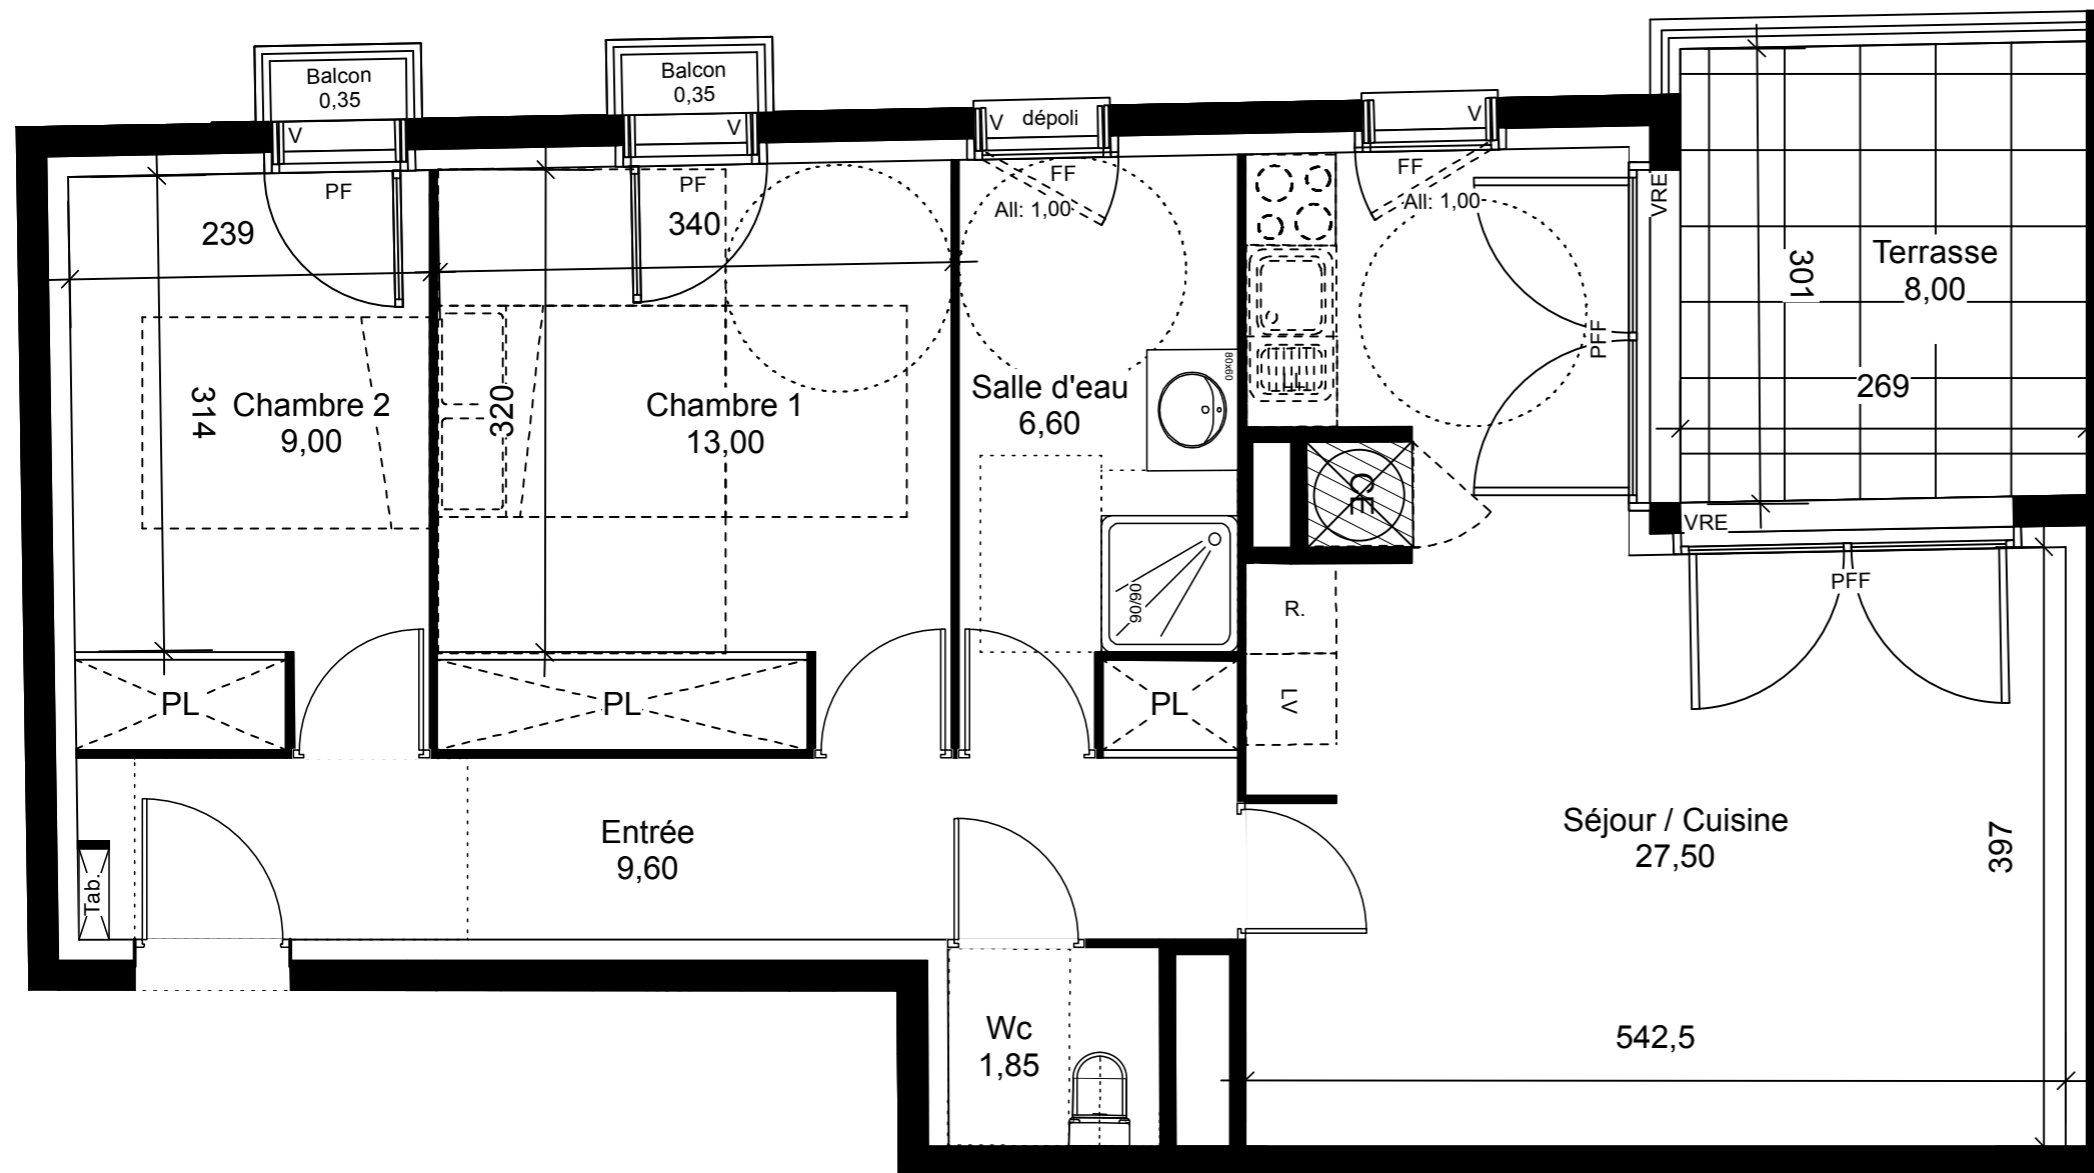 Balcon
0,35
Balcon
0,35
V
V
V
dépoli
V
PF
PF
FF
All: 1,00
FF
All: 1,00
VRE
239
340
301
Terrasse
8,00
PFF
269
80x60
LL
314
Chambre 2
9,00
320
Chambre 1
13,00
Salle d'eau
6,60
CE
VRE
PFF
90/90
R.
LV
PL
PL
PL
Entrée
9,60
Séjour / Cuisine
27,50
397
Tab.
Wc
1,85
542,5